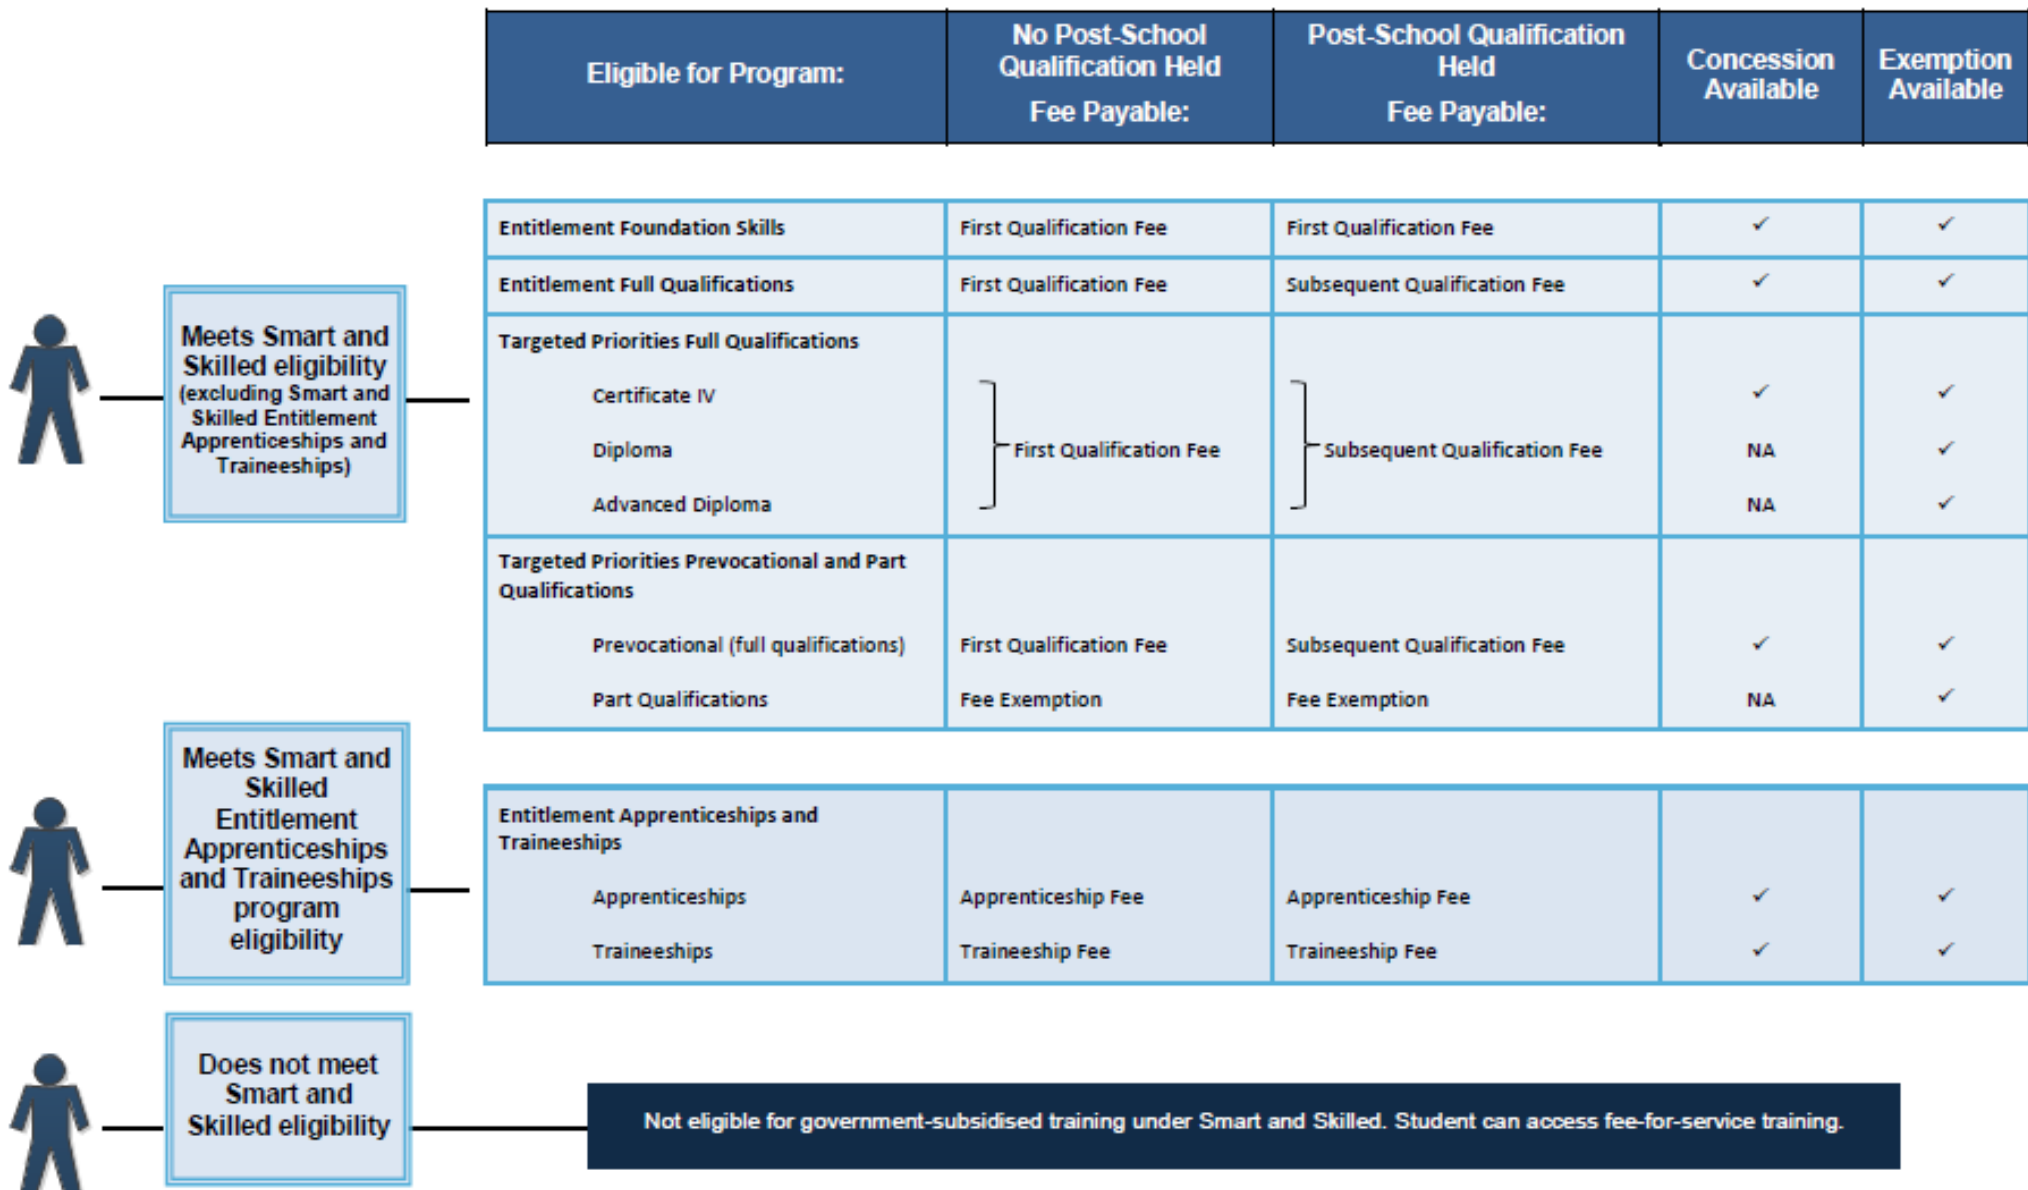 Eligible for Program:
No Post-School
Qualification Held
Fee Payable:
Post-School Qualification
Held
Fee Payable:
Concession
Available
Exemption
Available
Meets Smart and
Skilled eligibility
(excluding Smart and
Skilled Entitlement
Apprenticeships and
Traineeships)
Entitlement Foundation Skills
First Qualification Fee
First Qualification Fee
✓
✓
Entitlement Full Qualifications
First Qualification Fee
Subsequent Qualification Fee
✓
✓
Targeted Priorities Full Qualifications
Certificate IV
✓
✓
Diploma
First Qualification Fee
Subsequent Qualification Fee
NA
✓
Advanced Diploma
NA
✓
Targeted Priorities Prevocational and Part
Qualifications
Prevocational (full qualifications)
First Qualification Fee
Subsequent Qualification Fee
✓
✓
Part Qualifications
Fee Exemption
Fee Exemption
NA
✓
Meets Smart and
Skilled
Entitlement
Apprenticeships
and Traineeships
program
eligibility
Entitlement Apprenticeships and
Traineeships
Apprenticeships
Apprenticeship Fee
Apprenticeship Fee
✓
✓
Traineeships
Traineeship Fee
Traineeship Fee
✓
✓
Does not meet
Smart and
Skilled eligibility
Not eligible for government-subsidised training under Smart and Skilled. Student can access fee-for-service training.